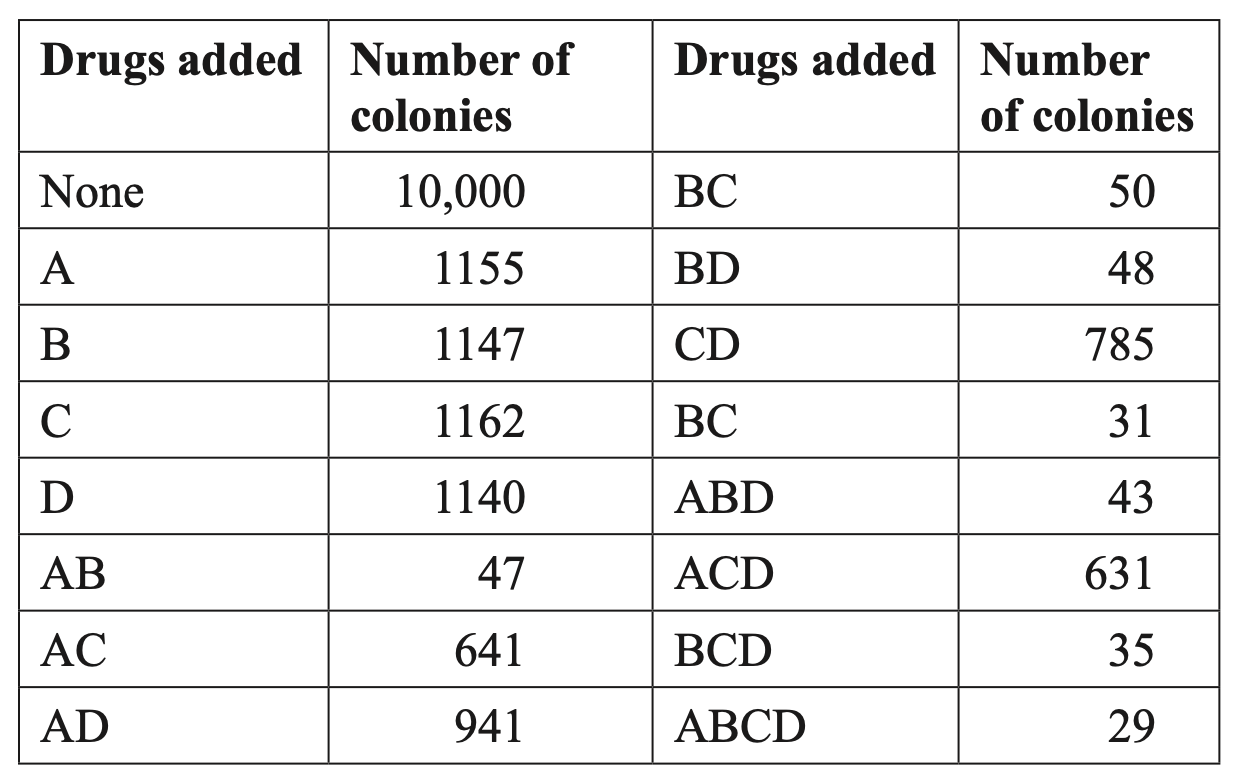 Drugs added Number of colonies Drugs added Number of colonies
None 10,000 BC 50
A 1155 BD 48
B 1147 CD 785
C 1162 BC 31
D 1140 ABD 43
AB 47 ACD 631
AC 641 BCD 35
AD 941 ABCD 29